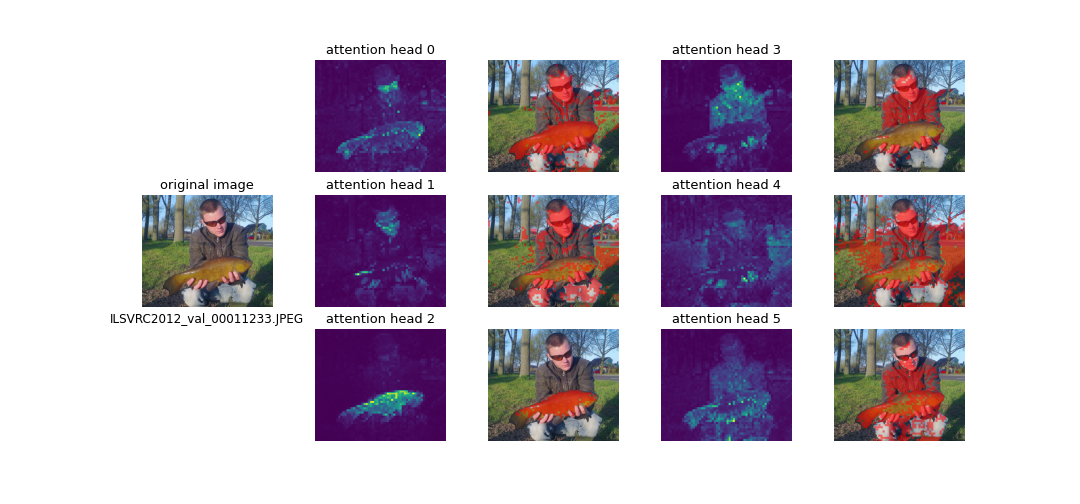 attention head 0
attention head 3
original image
attention head 1
attention head 4
ILSVRC2012_val_00011233.JPEG
attention head 2
attention head 5